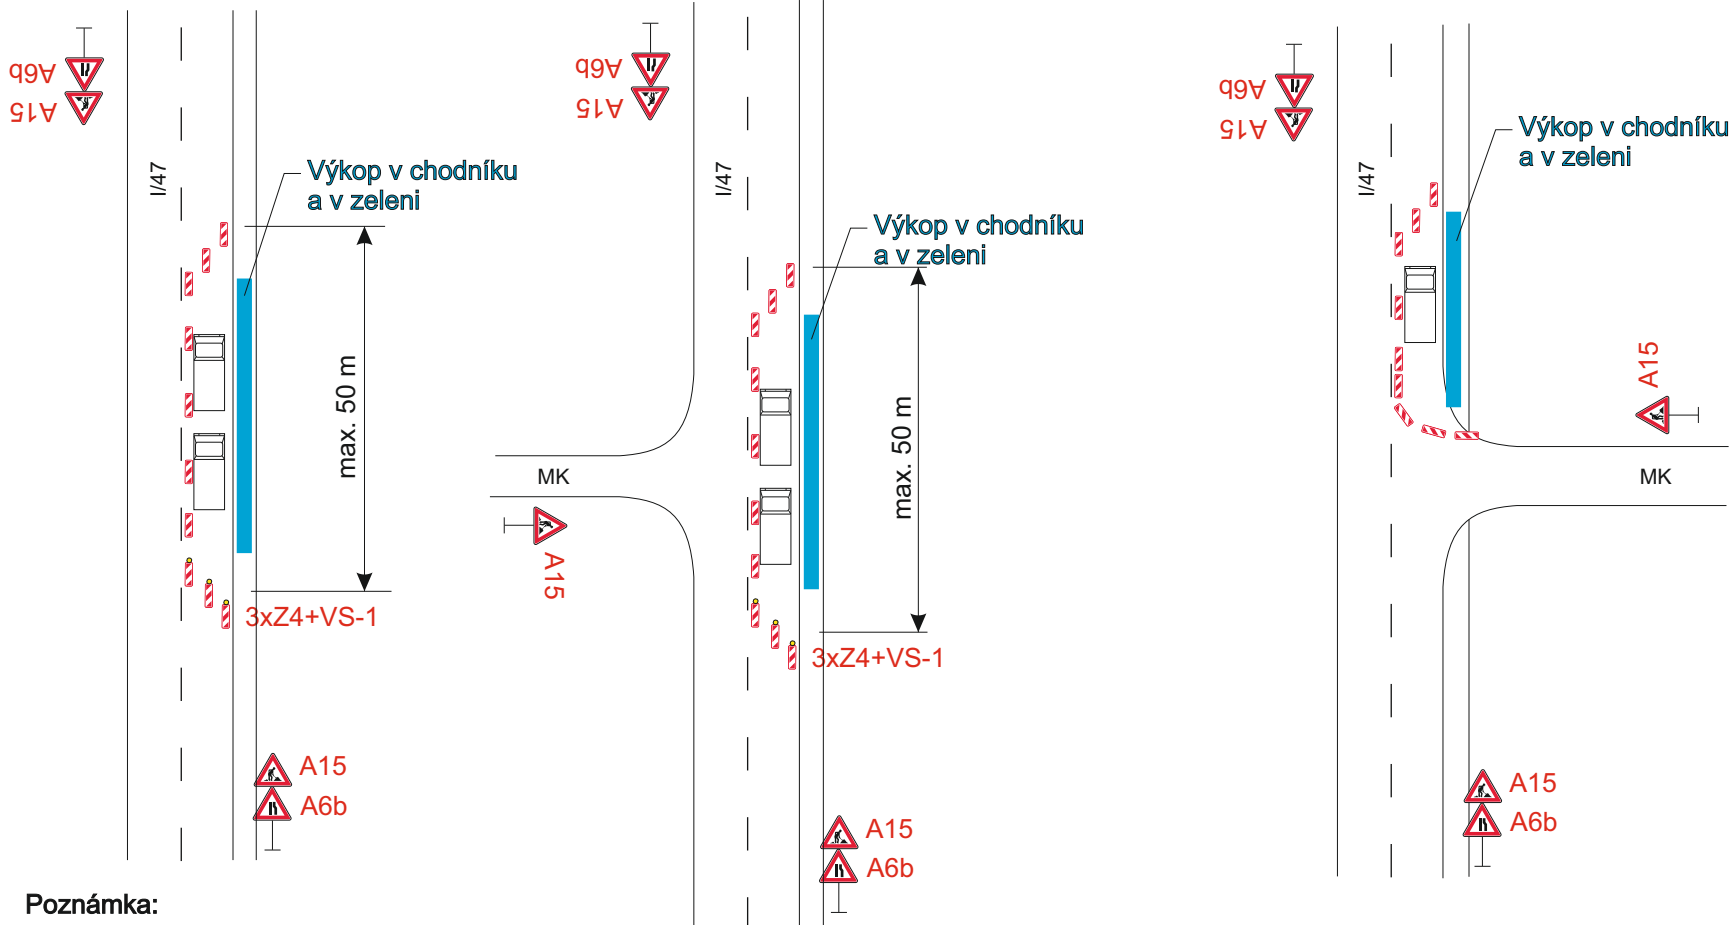 A6b
A15
I/47
Výkop v chodníku
a v zeleni
max. 50 m
3xZ4+VS-1
A15
A6b
A6b
A15
I/47
Výkop v chodníku
a v zeleni
max. 50 m
MK
A15
3xZ4+VS-1
A15
A6b
A6b
A15
I/47
Výkop v chodníku
a v zeleni
A15
MK
A15
A6b
Poznámka: